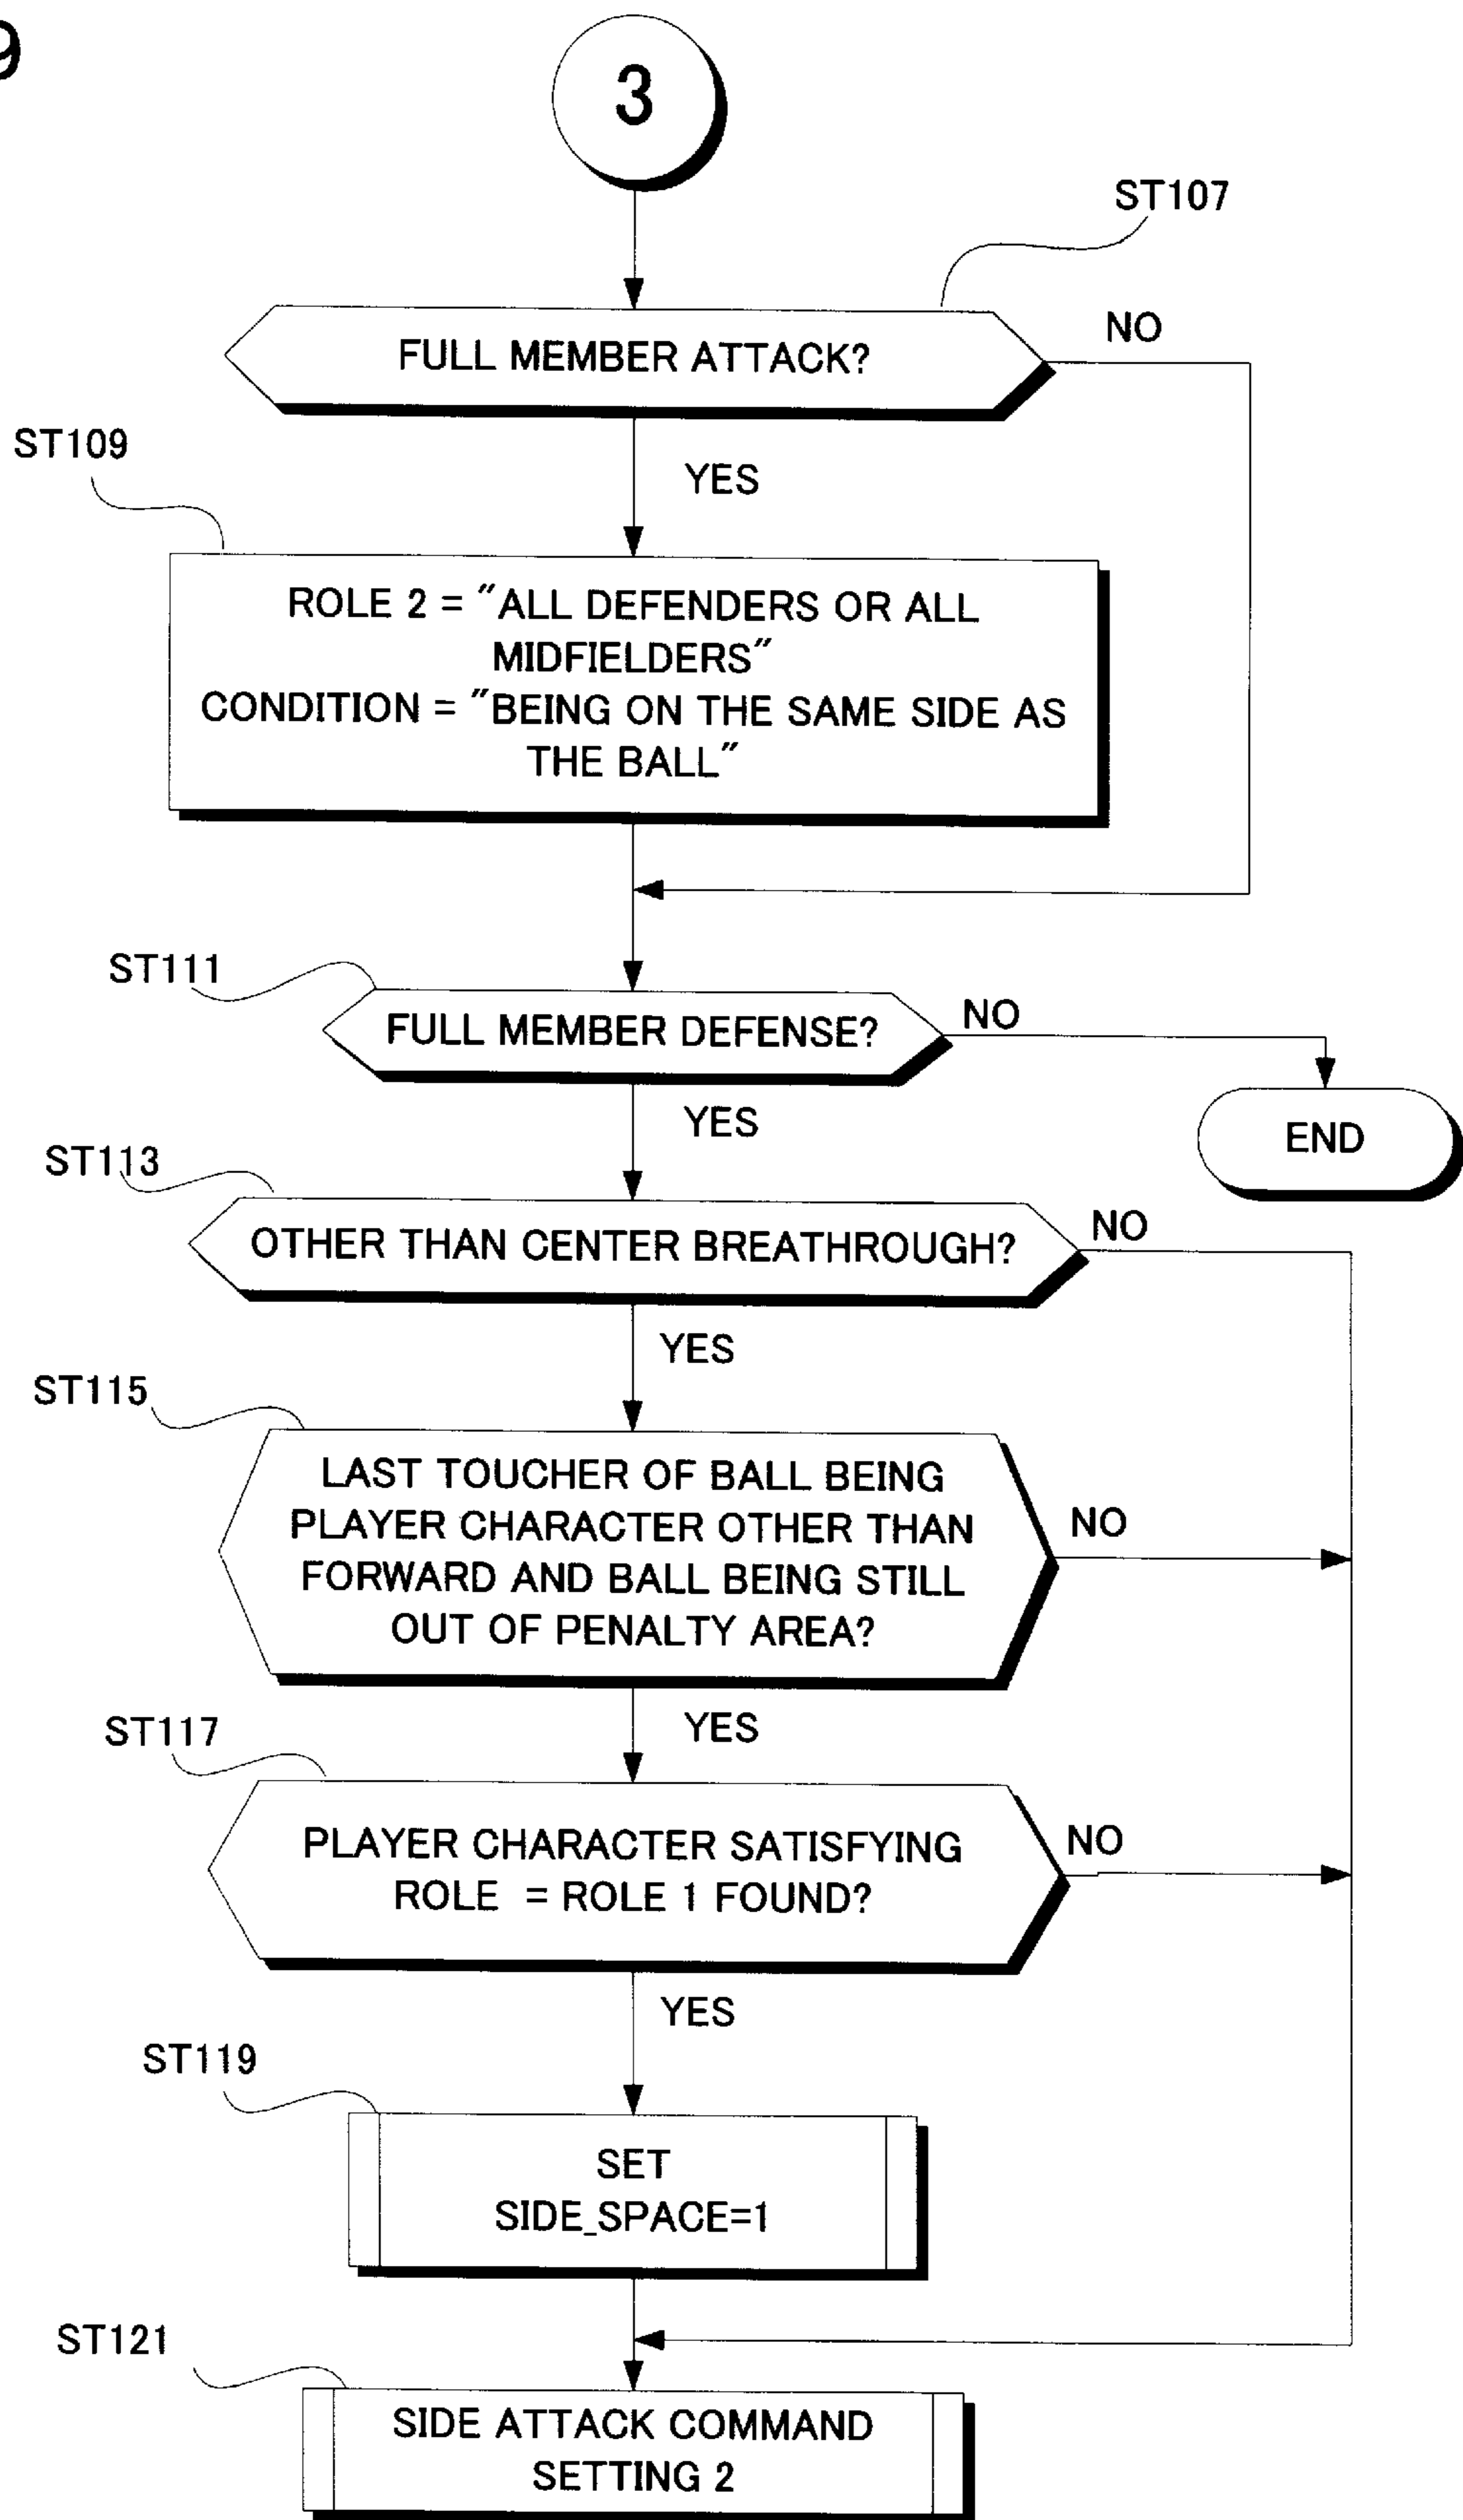 9
3
ST107
FULL MEMBER ATTACK?
NO
YES
ST109
ROLE 2 = "ALL DEFENDERS OR ALL
MIDFIELDERS"
CONDITION = "BEING ON THE SAME SIDE AS
THE BALL"
ST111
FULL MEMBER DEFENSE?
NO
END
YES
ST113
OTHER THAN CENTER BREATHROUGH?
NO
YES
ST115
LAST TOUCHER OF BALL BEING
PLAYER CHARACTER OTHER THAN
FORWARD AND BALL BEING STILL
OUT OF PENALTY AREA?
NO
YES
ST117
PLAYER CHARACTER SATISFYING
ROLE = ROLE 1 FOUND?
NO
YES
ST119
SET
SIDE_SPACE=1
ST121
SIDE ATTACK COMMAND
SETTING 2